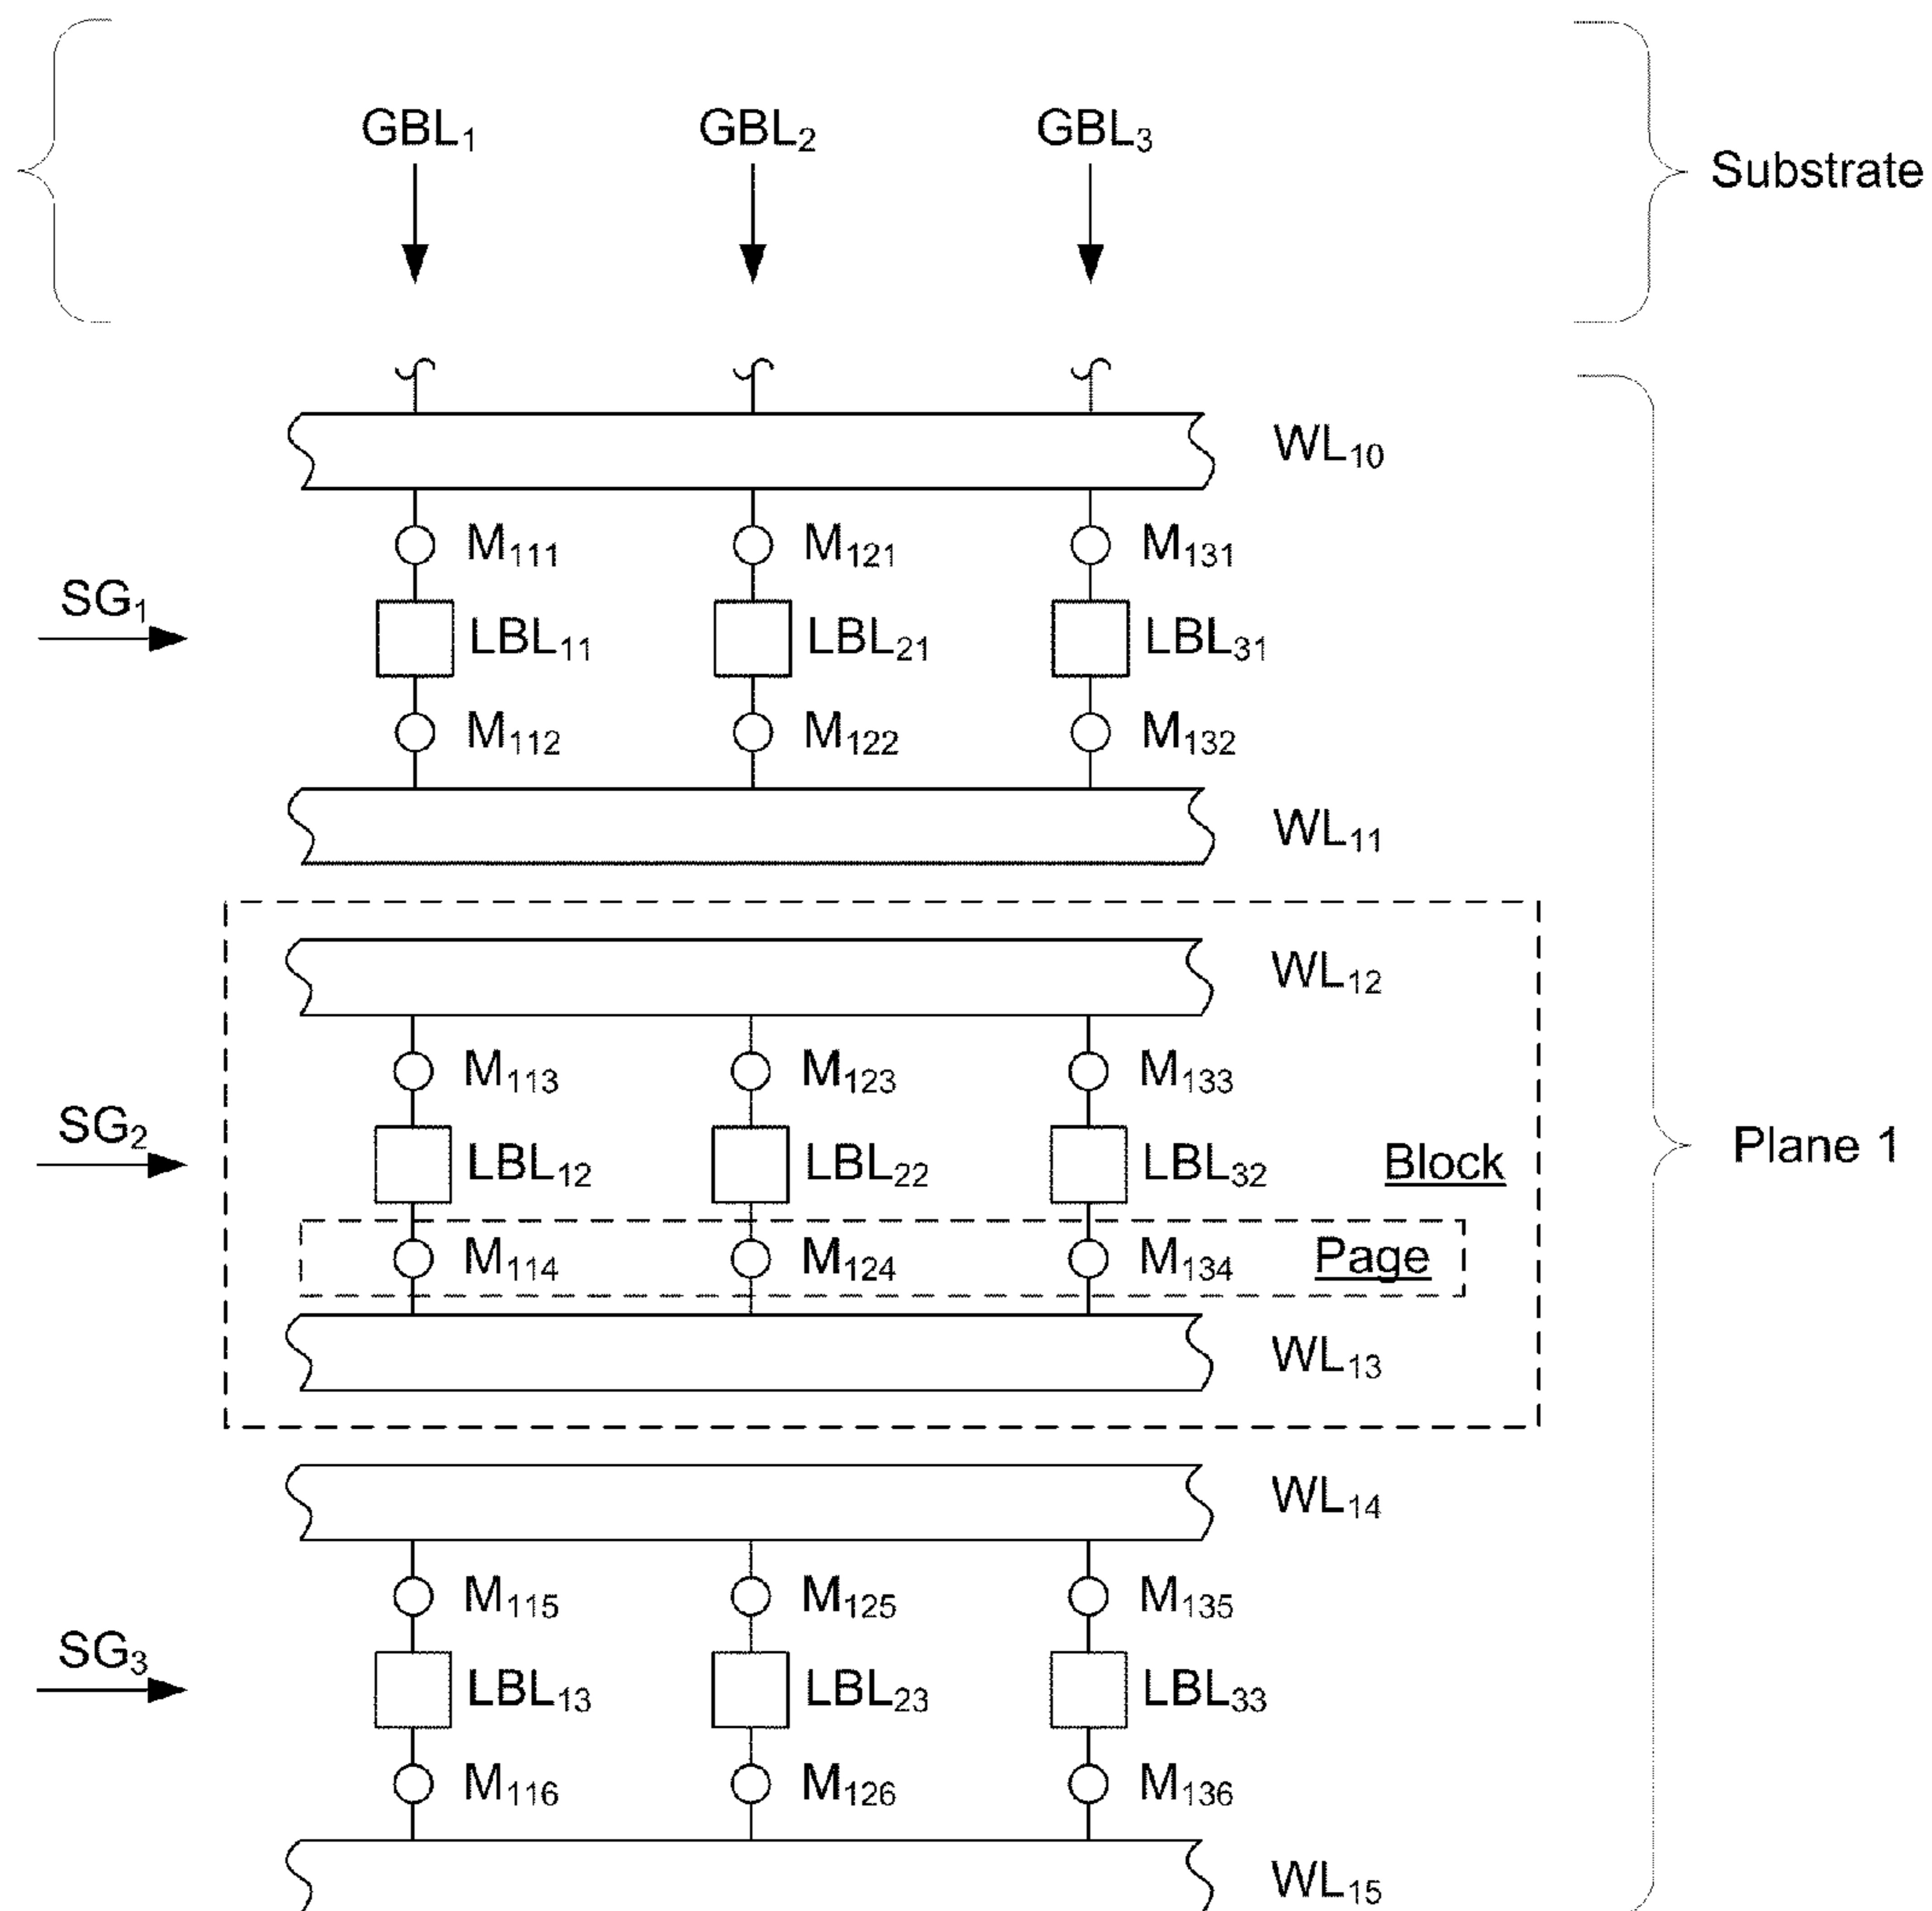 GBL₁ GBL₂ GBL₃
Substrate
WL₁₀
M₁₁₁ M₁₂₁ M₁₃₁
SG₁ LBL₁₁ LBL₂₁ LBL₃₁
M₁₁₂ M₁₂₂ M₁₃₂
WL₁₁
WL₁₂
M₁₁₃ M₁₂₃ M₁₃₃
SG₂ LBL₁₂ LBL₂₂ LBL₃₂ Block Plane 1
M₁₁₄ M₁₂₄ M₁₃₄ Page
WL₁₃
WL₁₄
M₁₁₅ M₁₂₅ M₁₃₅
SG₃ LBL₁₃ LBL₂₃ LBL₃₃
M₁₁₆ M₁₂₆ M₁₃₆
WL₁₅